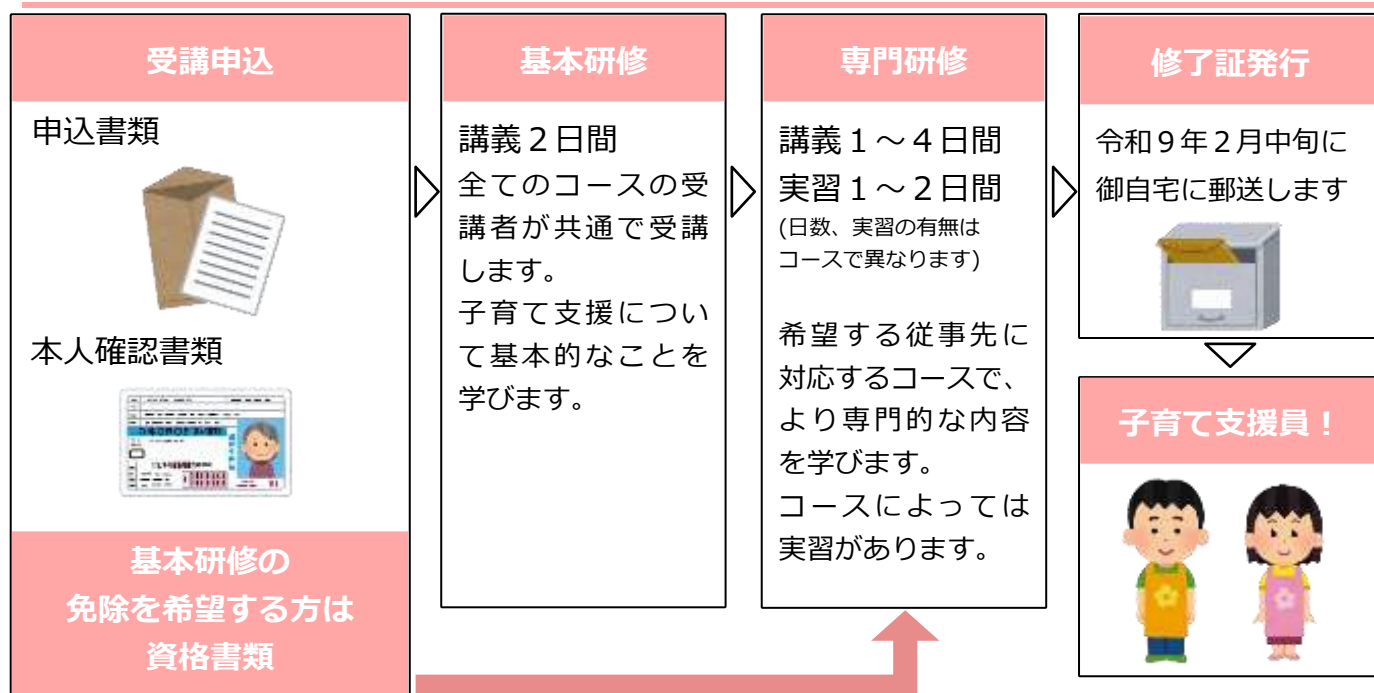 受講申込
申込書類
本人確認書類
基本研修の
免除を希望する方は
資格書類
基本研修
講義２日間
全てのコースの受
講者が共通で受講
します。
子育て支援につい
て基本的なことを
学びます。
専門研修
講義１～４日間
実習１～２日間
(日数、実習の有無は
コースで異なります)
希望する従事先に
対応するコースで、
より専門的な内容
を学びます。
コースによっては
実習があります。
修了証発行
令和９年２月中旬に
御自宅に郵送します
子育て支援員！